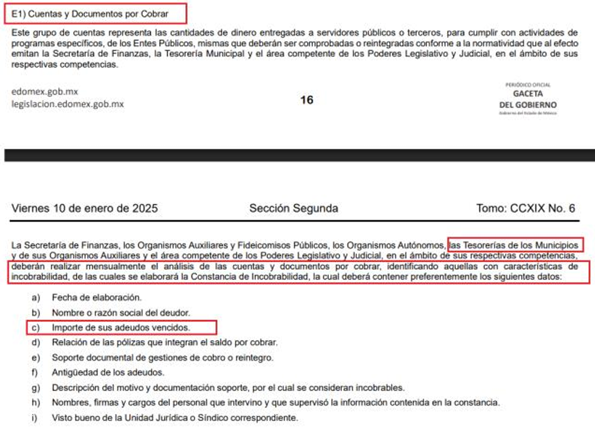 E1) Cuentas y Documentos por Cobrar
Este grupo de cuentas representa las cantidades de dinero entregadas a servidores públicos o terceros, para cumplir con actividades de
programas específicos, de los Entes Públicos, mismas que deberán ser comprobadas o reintegradas conforme a la normatividad que al efecto
emitan la Secretaría de Finanzas, la Tesorería Municipal y el área competente de los Poderes Legislativo y Judicial, en el ámbito de sus
respectivas competencias.
edomex.gob.mx
legislacion.edomex.gob.mx
16
PERIÓDICO OFICIAL
GACETA
DEL GOBIERNO
Gobierno del Estado de México
Viernes 10 de enero de 2025 Sección Segunda Tomo: CCXIX No. 6
La Secretaría de Finanzas, los Organismos Auxiliares y Fideicomisos Públicos, los Organismos Autónomos, las Tesorerías de los Municipios
y de sus Organismos Auxiliares y el área competente de los Poderes Legislativo y Judicial, en el ámbito de sus respectivas competencias,
deberán realizar mensualmente el análisis de las cuentas y documentos por cobrar, identificando aquellas con características de
incobrabilidad, de las cuales se elaborará la Constancia de Incobrabilidad, la cual deberá contener preferentemente los siguientes datos:
a) Fecha de elaboración.
b) Nombre o razón social del deudor.
c) Importe de sus adeudos vencidos.
d) Relación de las pólizas que integran el saldo por cobrar.
e) Soporte documental de gestiones de cobro o reintegro.
f) Antigüedad de los adeudos.
g) Descripción del motivo y documentación soporte, por el cual se consideran incobrables.
h) Nombres, firmas y cargos del personal que intervino y que supervisó la información contenida en la constancia.
i) Visto bueno de la Unidad Jurídica o Síndico correspondiente.